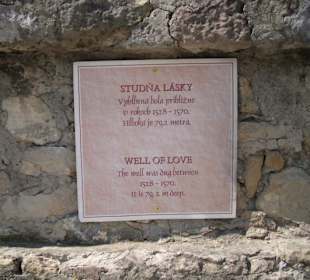 STUDŇA LÁSKY
Vyhĺbená bola približne
v rokoch 1528 - 1570.
Hlboká je 79,2 metra.
WELL OF LOVE
The well was dug between
1528 - 1570.
It is 79,2 m deep.